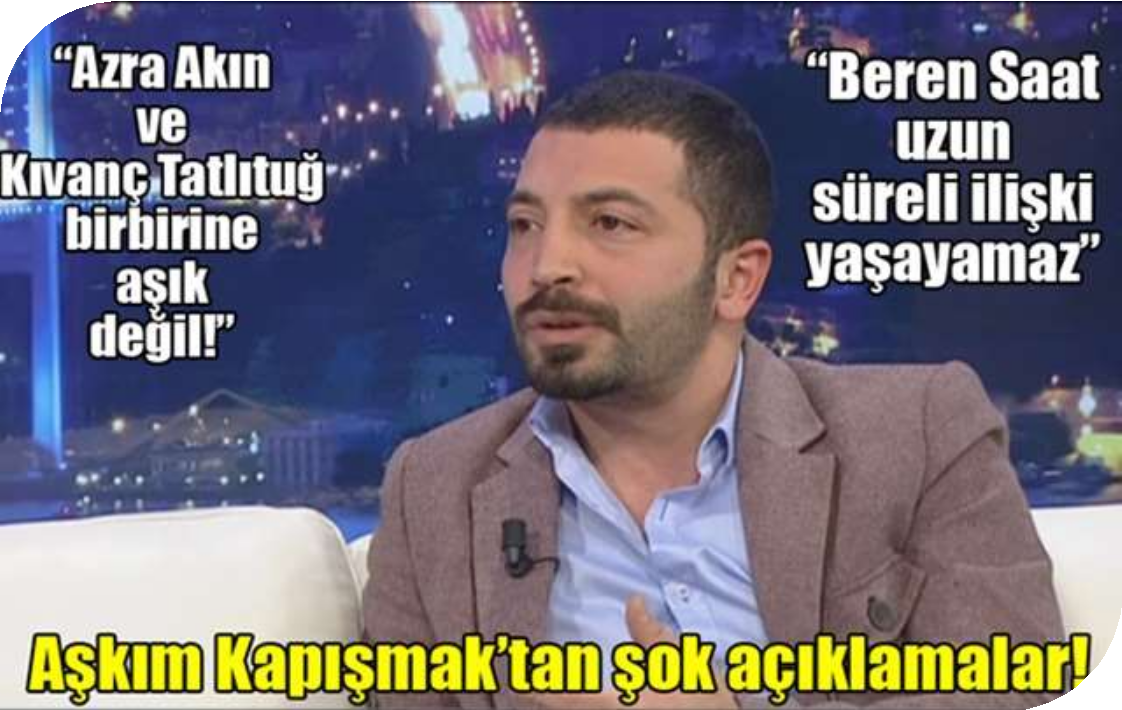 “Azra Akın
ve
Kıvanç Tatlıtuğ
birbirine
aşık
değil!”
“Beren Saat
uzun
süreli ilişki
yaşayamaz”
Aşkım Kapışmak’tan şok açıklamalar!